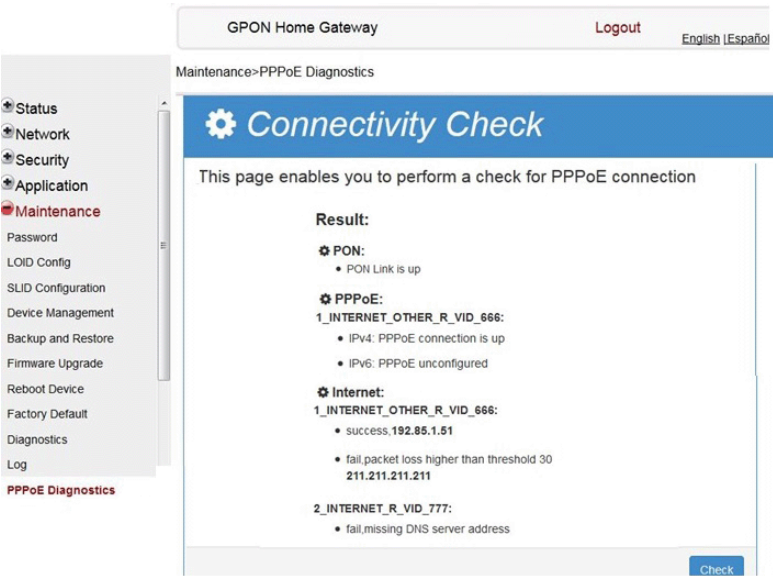 GPON Home Gateway
Logout
English |Español
Maintenance>PPPoE Diagnostics
Status
Network
Security
Application
Maintenance
Password
LOID Config
SLID Configuration
Device Management
Backup and Restore
Firmware Upgrade
Reboot Device
Factory Default
Diagnostics
Log
PPPoE Diagnostics
Connectivity Check
This page enables you to perform a check for PPPoE connection
Result:
PON:
PON Link is up
PPPoE:
1_INTERNET_OTHER_R_VID_666:
IPv4: PPPoE connection is up
IPv6: PPPoE unconfigured
Internet:
1_INTERNET_OTHER_R_VID_666:
success,192.85.1.51
fail,packet loss higher than threshold 30
211.211.211.211
2_INTERNET_R_VID_777:
fail,missing DNS server address
Check